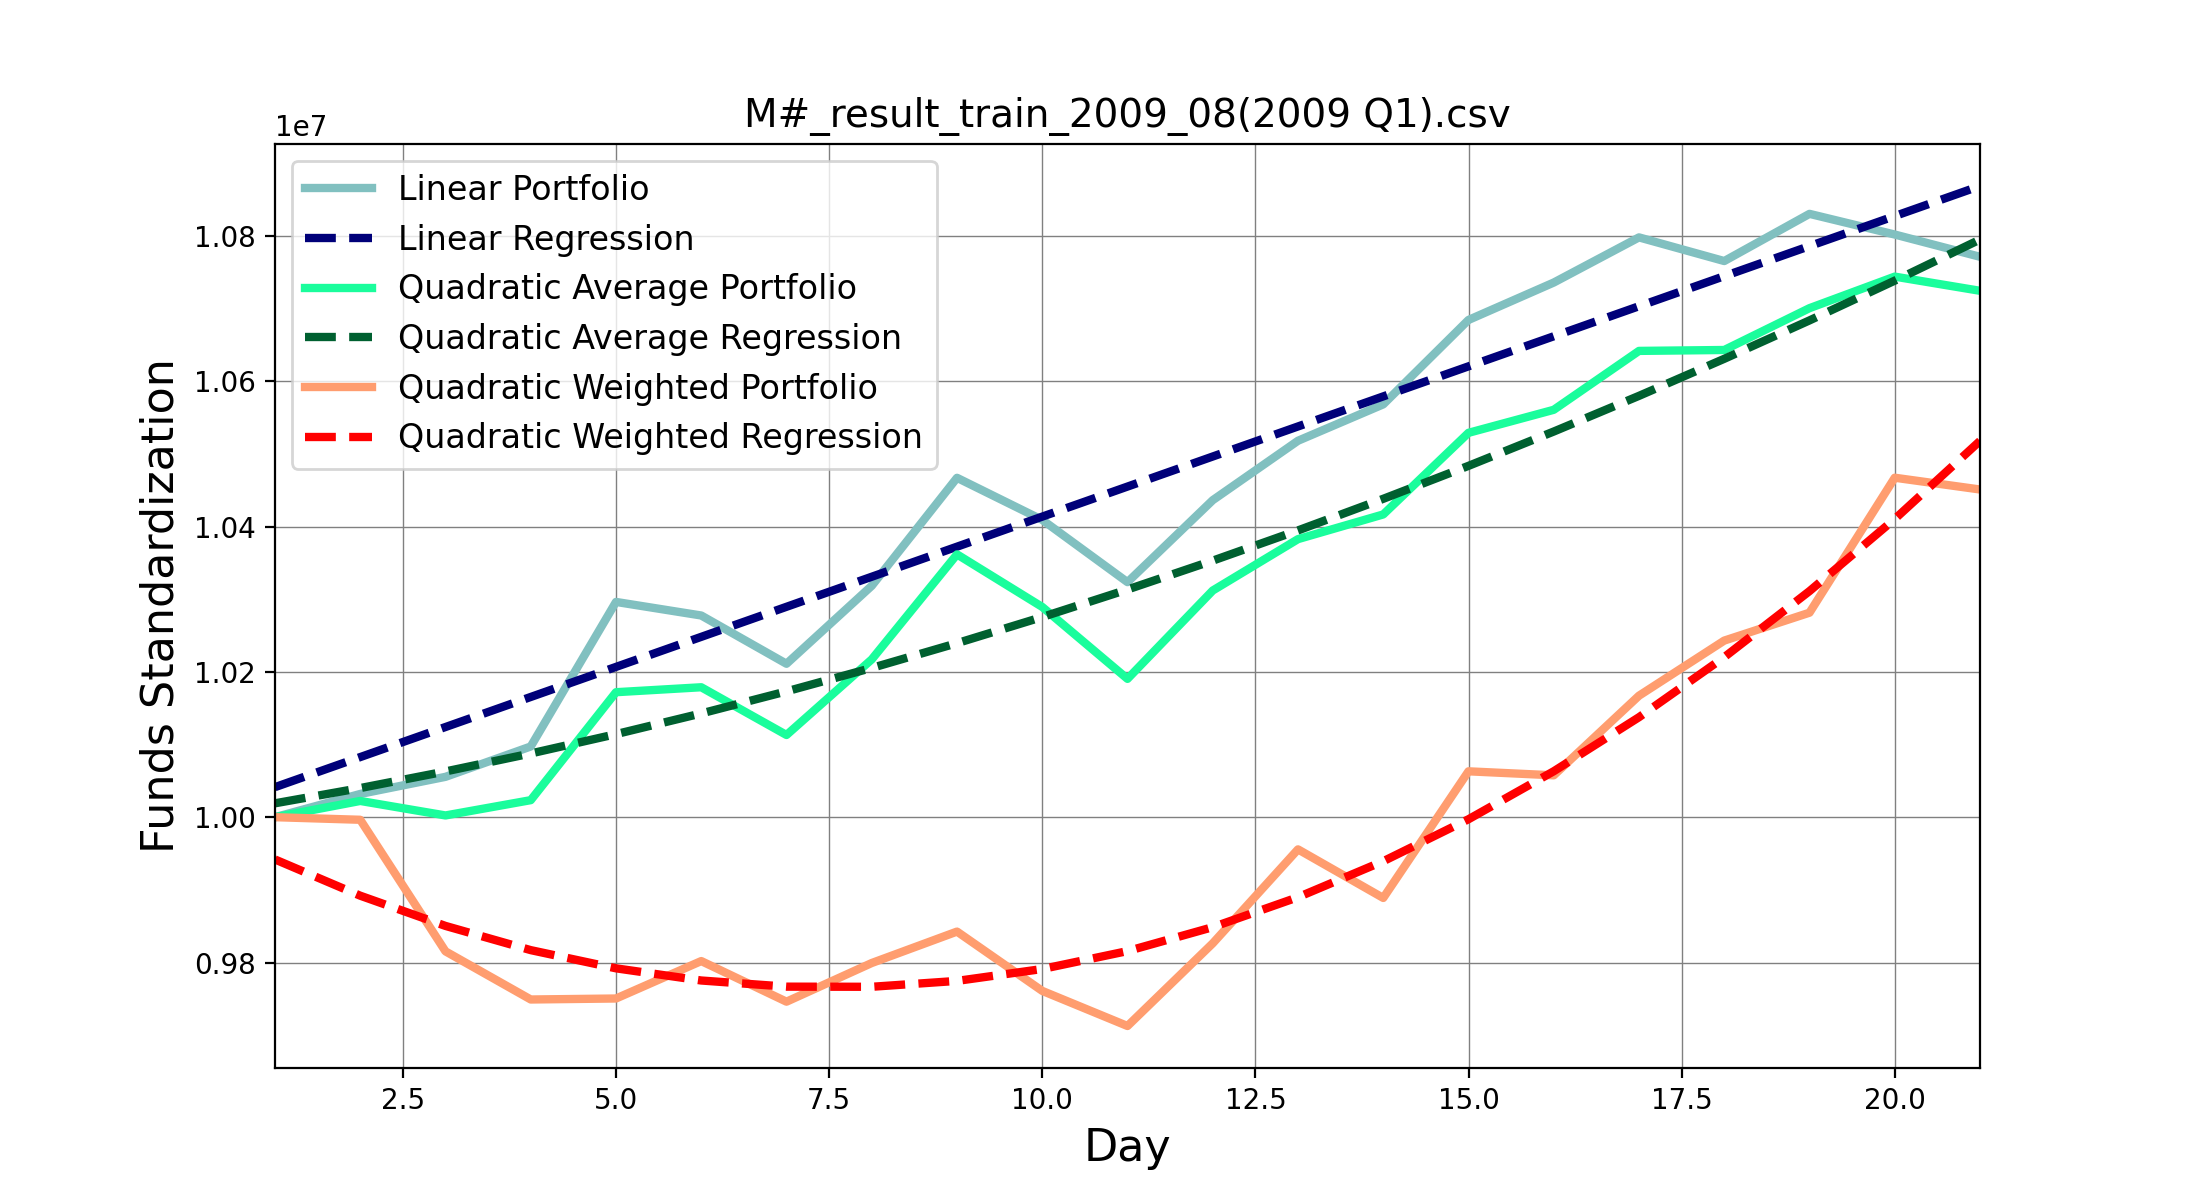 M#_result_train_2009_08(2009 Q1).csv
1e7
Linear Portfolio
Linear Regression
Quadratic Average Portfolio
Quadratic Average Regression
Quadratic Weighted Portfolio
Quadratic Weighted Regression
Funds Standardization
1.08
1.06
1.04
1.02
1.00
0.98
2.5 5.0 7.5 10.0 12.5 15.0 17.5 20.0
Day